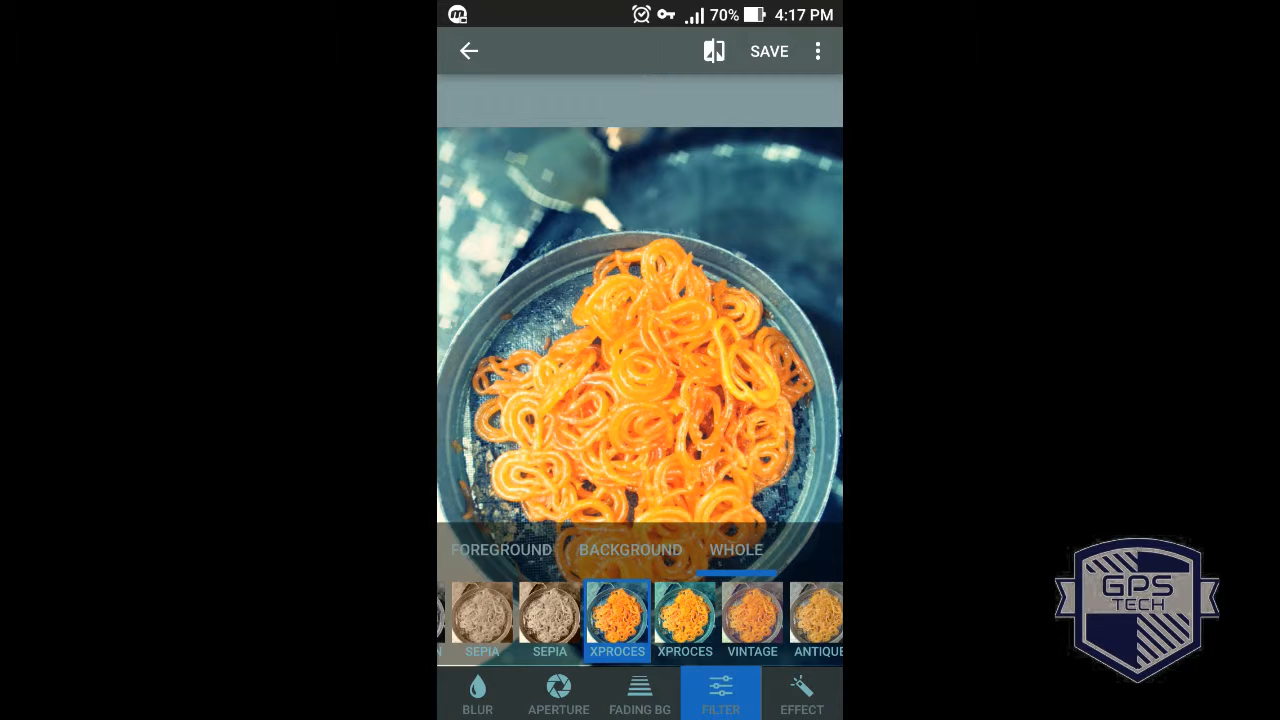 70% 4:17 PM
SAVE
FOREGROUND BACKGROUND WHOLE
SEPIA SEPIA XPROCES XPROCES VINTAGE ANTIQUE
BLUR APERTURE FADING BG FILTER EFFECT
GPS
TECH